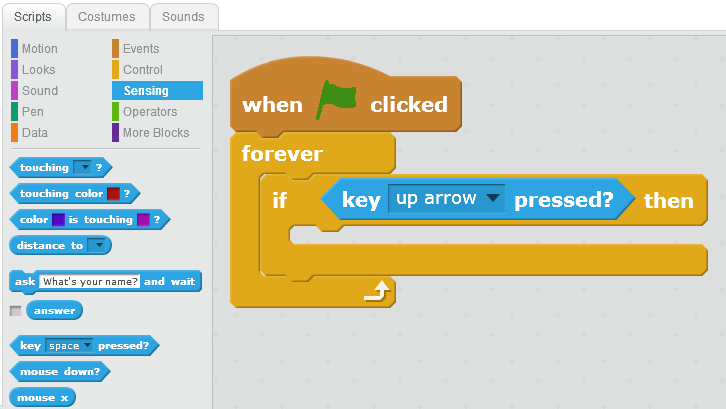 Scripts Costumes Sounds
Motion Events
Looks Control
Sound Sensing
Pen Operators
Data More Blocks
touching ?
touching color ?
color is touching ?
distance to
ask What's your name? and wait
answer
key space pressed?
mouse down?
mouse x
when clicked
forever
if key up arrow pressed? then